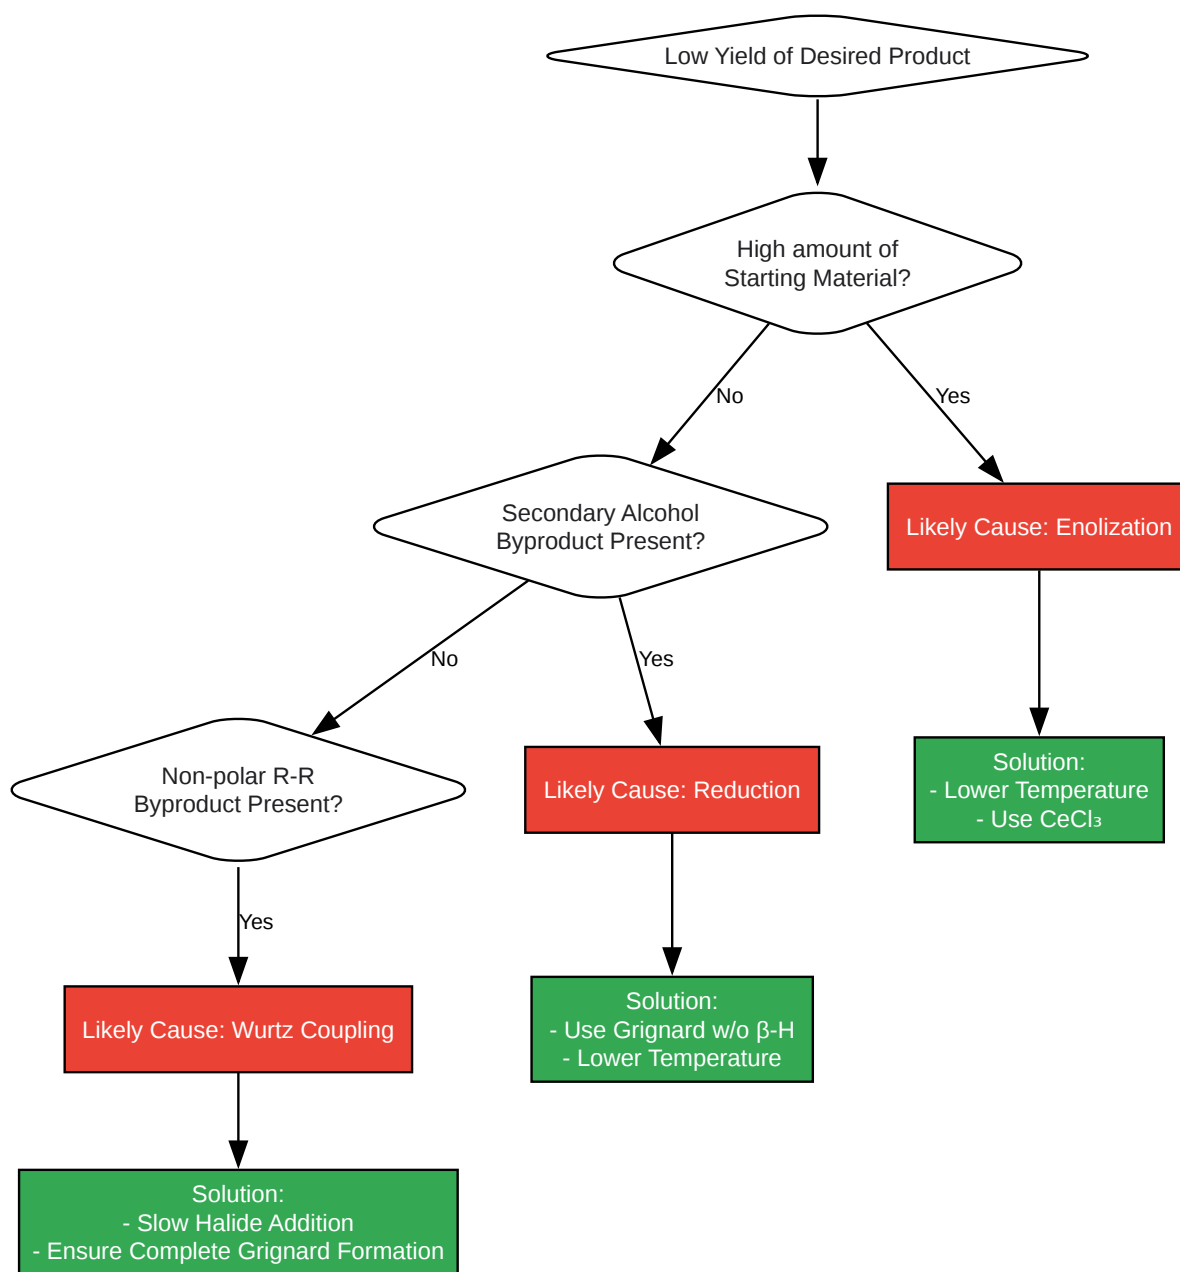 Low Yield of Desired Product
High amount of
Starting Material?
No
Yes
Secondary Alcohol
Byproduct Present?
Likely Cause: Enolization
No
Yes
Non-polar R-R
Byproduct Present?
Likely Cause: Reduction
Solution:
- Lower Temperature
- Use CeCl₃
Yes
Likely Cause: Wurtz Coupling
Solution:
- Use Grignard w/o β-H
- Lower Temperature
Solution:
- Slow Halide Addition
- Ensure Complete Grignard Formation